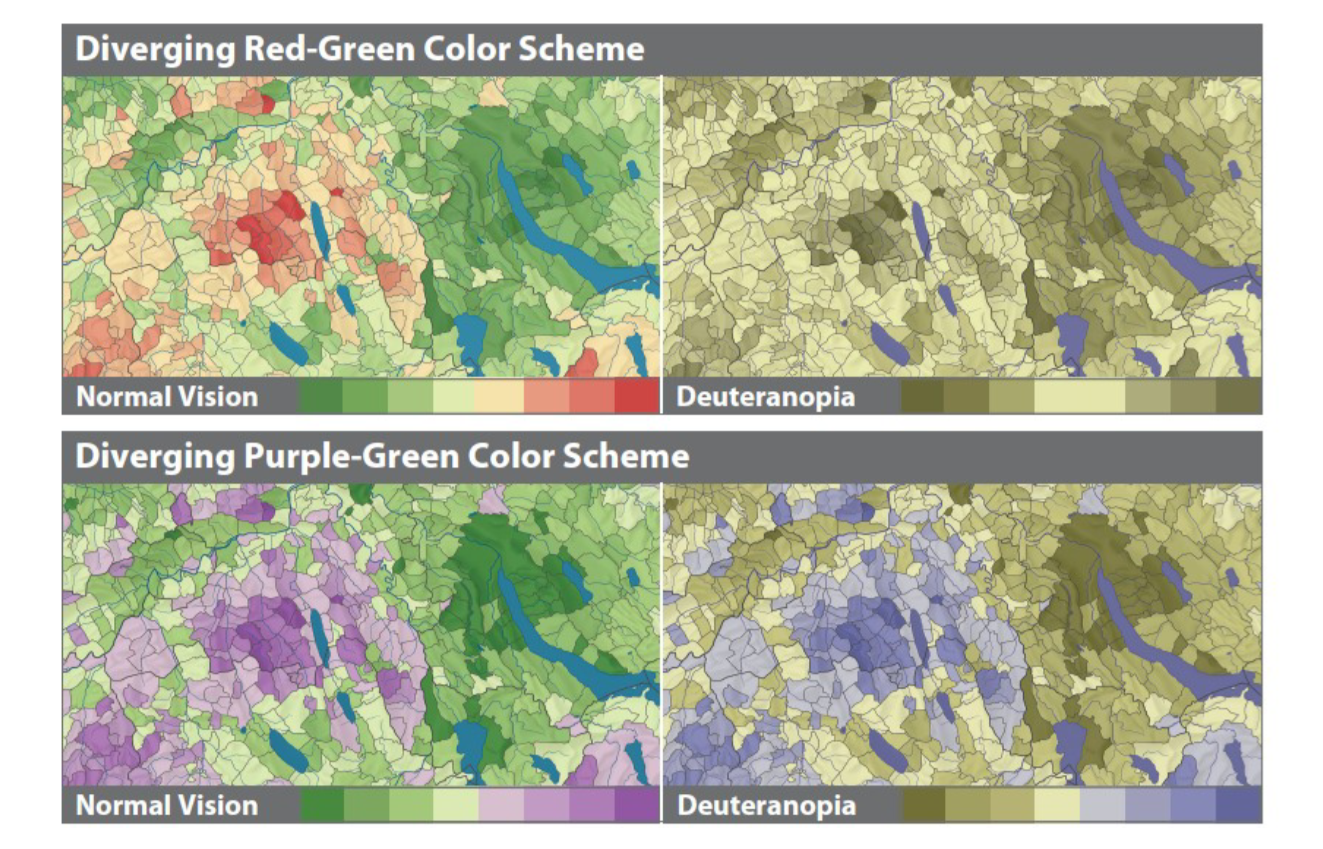 Diverging Red-Green Color Scheme
Normal Vision
Deuteranopia
Diverging Purple-Green Color Scheme
Normal Vision
Deuteranopia